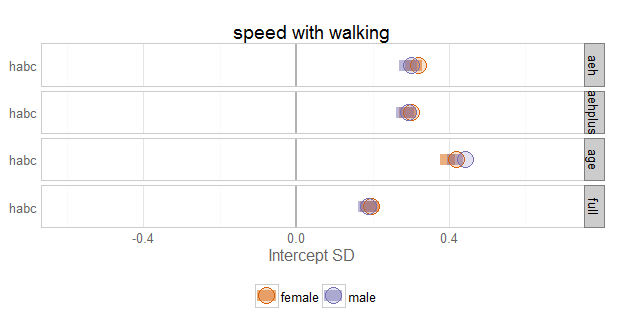 speed with walking
habc
aeh
habc
aehplus
habc
age
habc
full
-0.4 0.0 0.4
Intercept SD
female male